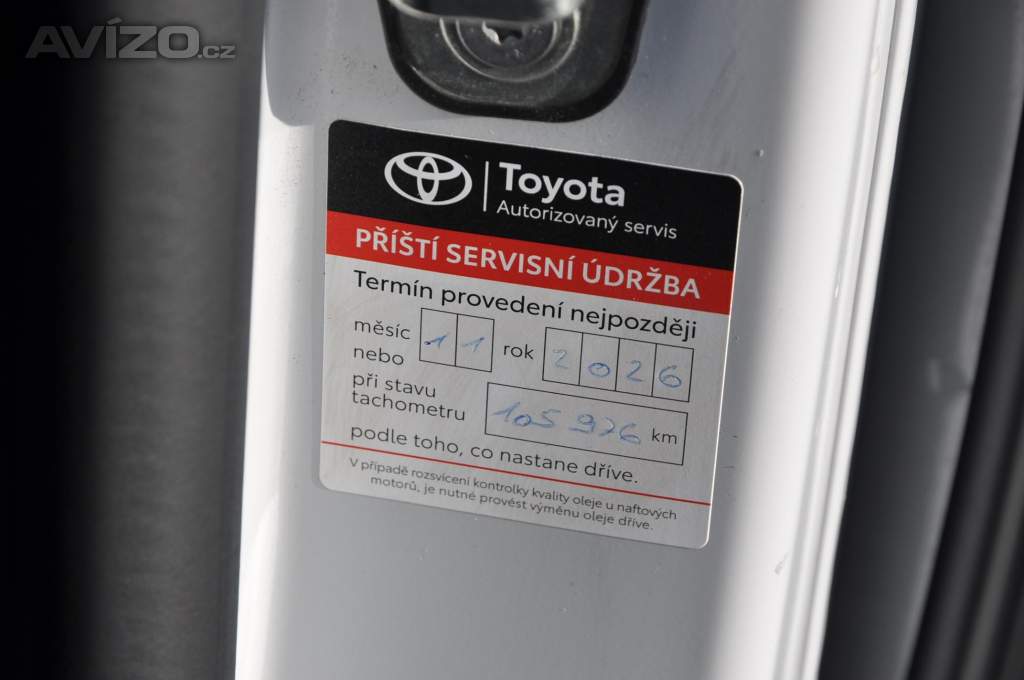 AVÍZO.cz
Toyota
Autorizovaný servis
PŘÍŠTÍ SERVISNÍ ÚDRŽBA
Termín provedení nejpozději
měsíc 11 rok 2026
nebo
při stavu
tachometru 105 976 km
podle toho, co nastane dříve.
V případě rozsvícení kontrolky kvality oleje u naftových
motorů, je nutné provést výměnu oleje dříve.